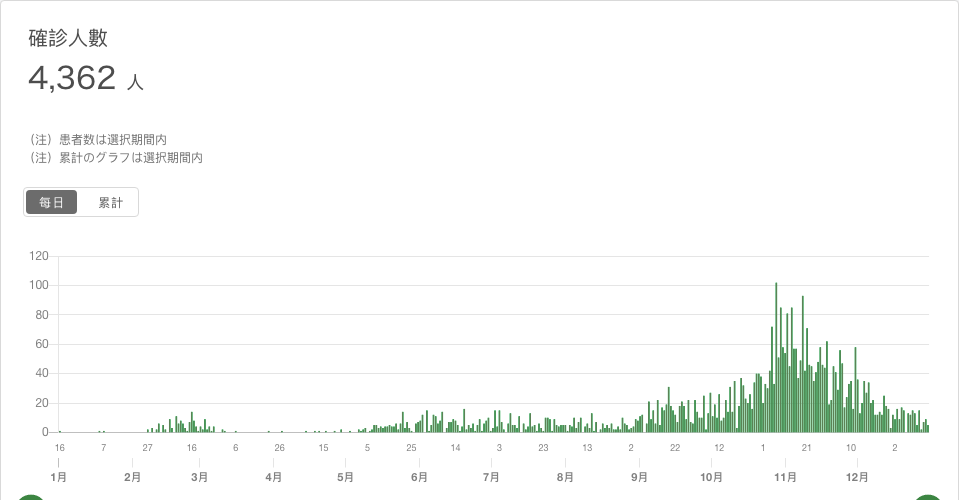 確診人數
4,362 人
（注）患者数は選択期間内
（注）累計のグラフは選択期間内
每日 累計
120
100
80
60
40
20
0
16 7 27 16 6 26 15 5 25 14 3 23 13 2 22 12 1 21 10 2
1月 2月 3月 4月 5月 6月 7月 8月 9月 10月 11月 12月